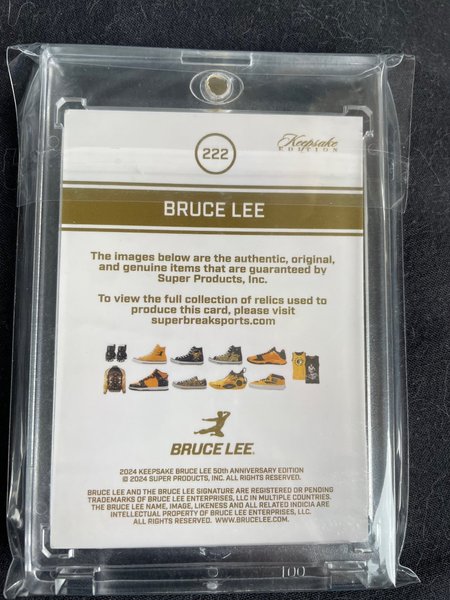 222
Keepsake
EDITION
BRUCE LEE
The images below are the authentic, original,
and genuine items that are guaranteed by
Super Products, Inc.
To view the full collection of relics used to
produce this card, please visit
superbreaksports.com
BRUCE LEE
2024 KEEPSAKE BRUCE LEE 50th ANNIVERSARY EDITION
© 2024 SUPER PRODUCTS, INC. ALL RIGHTS RESERVED.
BRUCE LEE AND THE BRUCE LEE SIGNATURE ARE REGISTERED OR PENDING
TRADEMARKS OF BRUCE LEE ENTERPRISES, LLC IN MULTIPLE COUNTRIES.
THE BRUCE LEE NAME, IMAGE, LIKENESS AND ALL RELATED INDICIA ARE
INTELLECTUAL PROPERTY OF BRUCE LEE ENTERPRISES, LLC.
ALL RIGHTS RESERVED. WWW.BRUCELEE.COM.
100